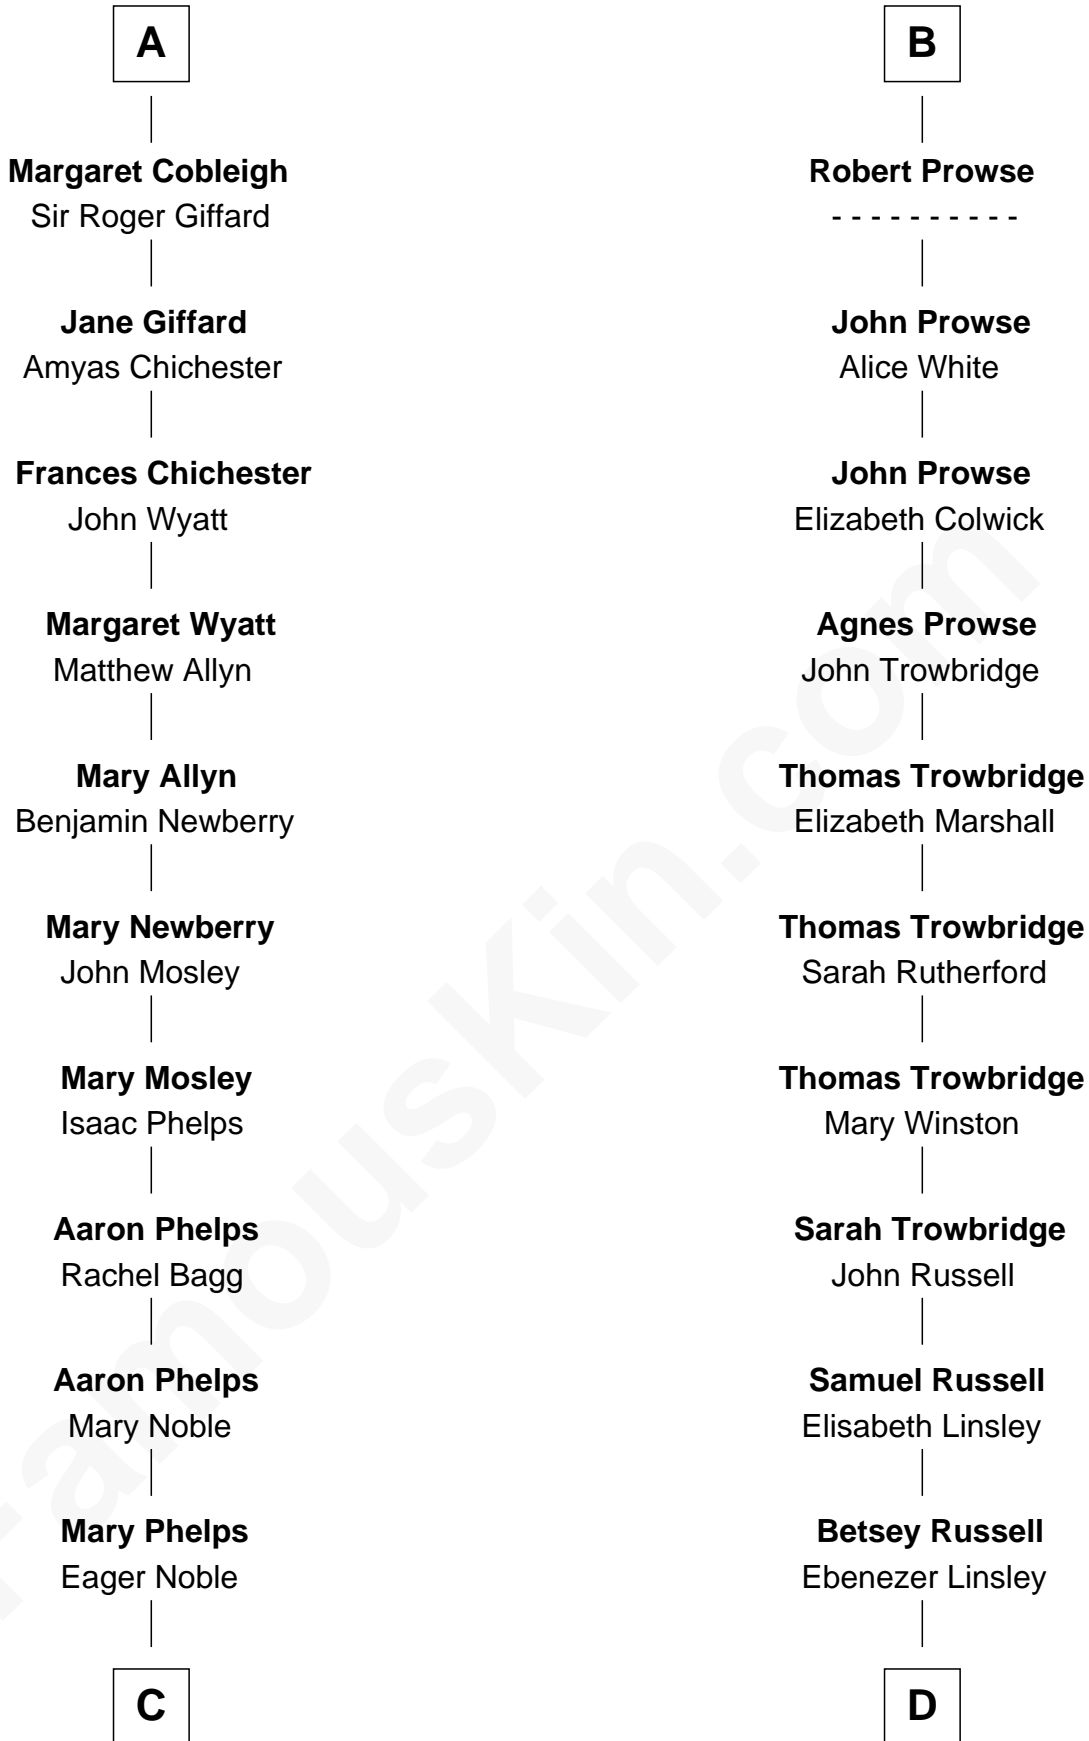 A
Margaret Cobleigh
Sir Roger Giffard
Jane Giffard
Amyas Chichester
Frances Chichester
John Wyatt
Margaret Wyatt
Matthew Allyn
Mary Allyn
Benjamin Newberry
Mary Newberry
John Mosley
Mary Mosley
Isaac Phelps
Aaron Phelps
Rachel Bagg
Aaron Phelps
Mary Noble
Mary Phelps
Eager Noble
C
B
Robert Prowse
- - - - - - - - - -
John Prowse
Alice White
John Prowse
Elizabeth Colwick
Agnes Prowse
John Trowbridge
Thomas Trowbridge
Elizabeth Marshall
Thomas Trowbridge
Sarah Rutherford
Thomas Trowbridge
Mary Winston
Sarah Trowbridge
John Russell
Samuel Russell
Elisabeth Linsley
Betsey Russell
Ebenezer Linsley
D
FamousKin.com